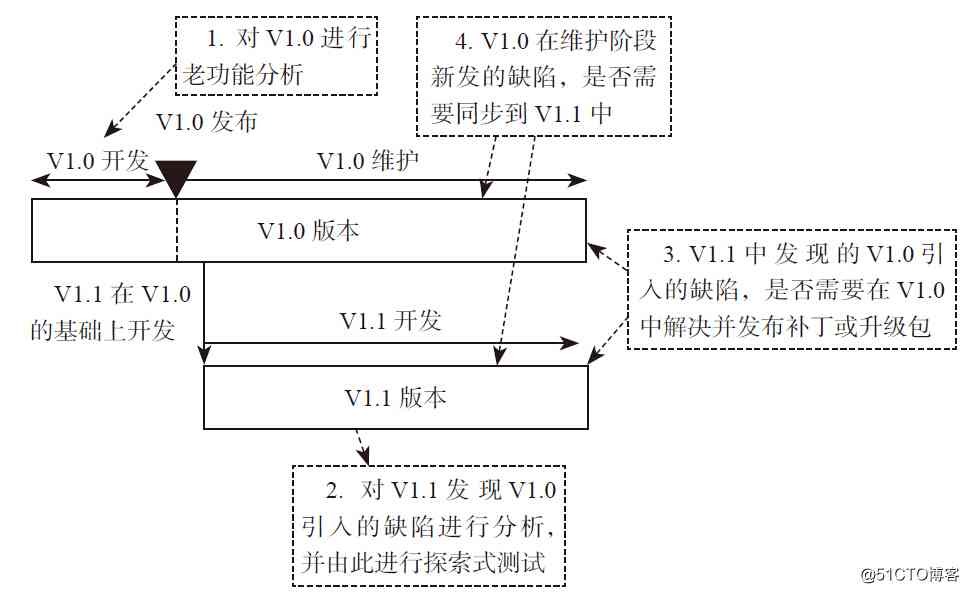 1. 对 V1.0 进行
老功能分析
4. V1.0 在维护阶段
新发的缺陷，是否需
要同步到 V1.1 中
V1.0 发布
V1.0 开发
V1.0 维护
V1.0 版本
3. V1.1 中 发 现 的 V1.0 引
入的缺陷，是否需要在 V1.0
中解决并发布补丁或升级包
V1.1 在 V1.0
的基础上开发
V1.1 开发
V1.1 版本
2. 对 V1.1 发 现 V1.0
引入的缺陷进行分析，
并由此进行探索式测试
@51CTO博客